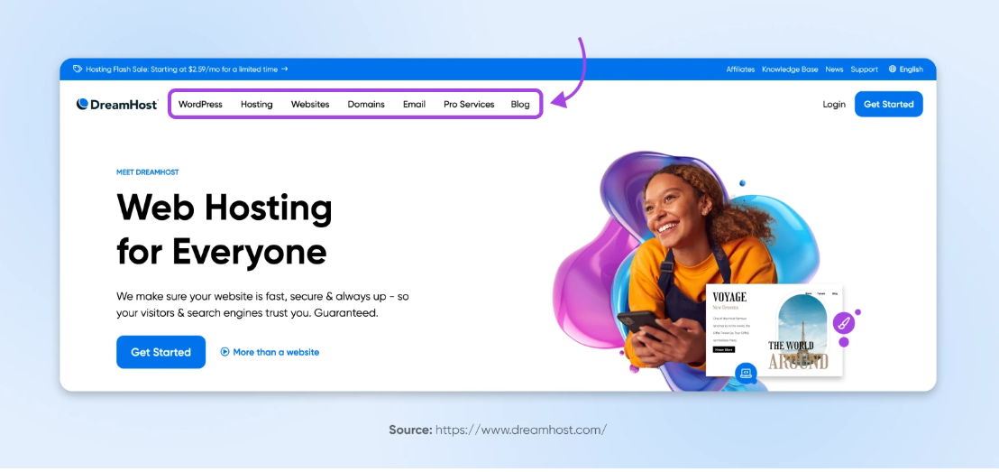 Hosting Flash Sale: Starting at $2.59/mo for a limited time →
Affiliates Knowledge Base News Support English
DreamHost
WordPress Hosting Websites Domains Email Pro Services Blog
Login Get Started
MEET DREAMHOST
Web Hosting
for Everyone
We make sure your website is fast, secure & always up - so
your visitors & search engines trust you. Guaranteed.
Get Started More than a website
VOYAGE
Know More
THE WORLD
AROUND
Source: https://www.dreamhost.com/